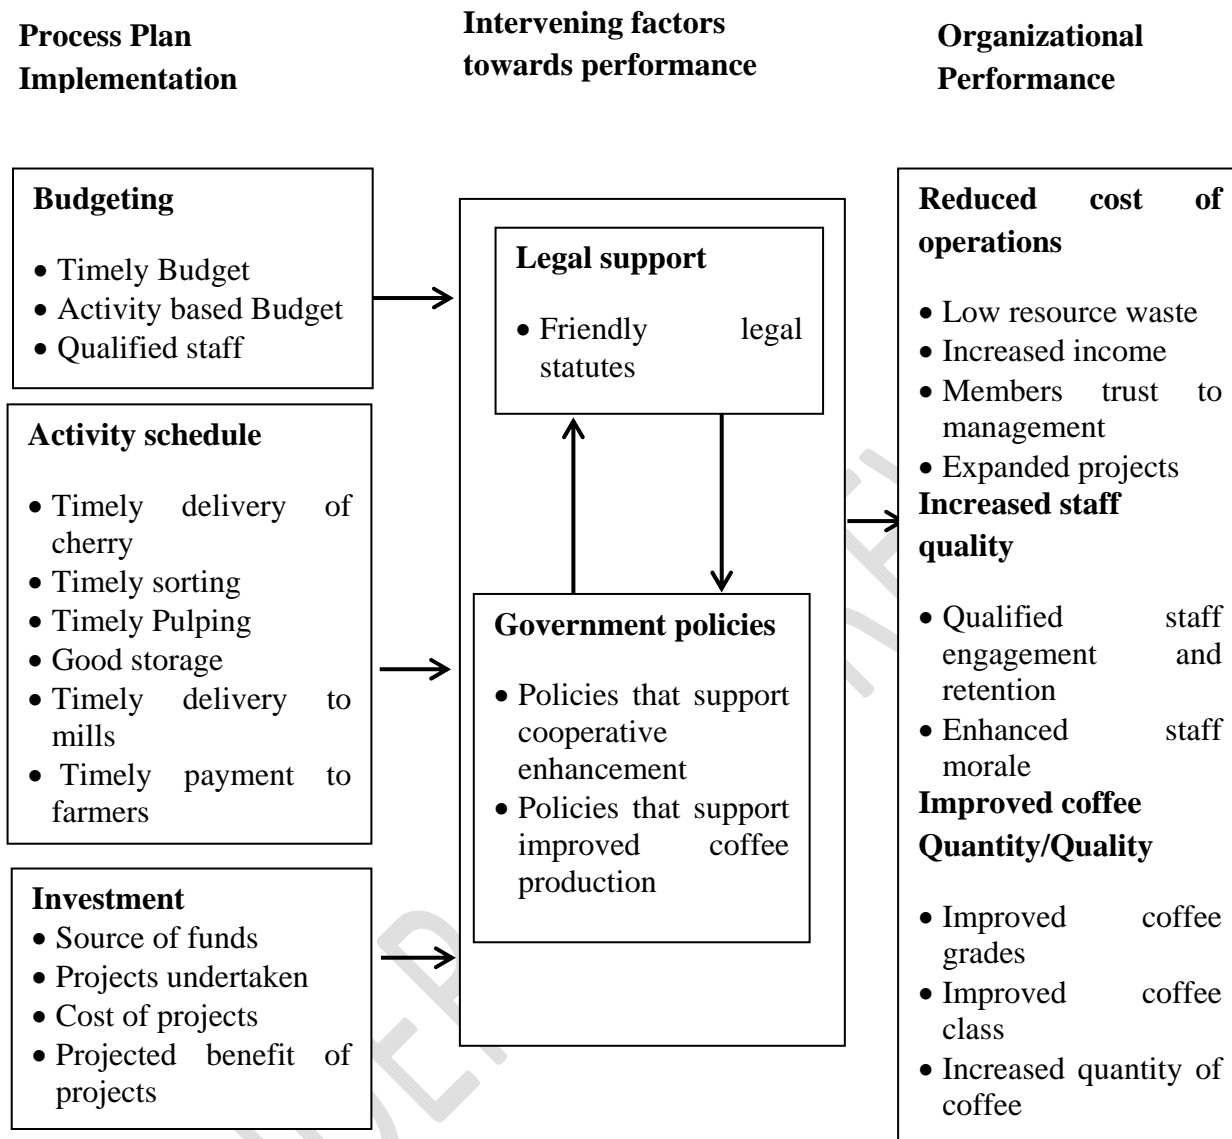 Process Plan
Implementation
Intervening factors
towards performance
Organizational
Performance
Budgeting
• Timely Budget
• Activity based Budget
• Qualified staff
Activity schedule
• Timely delivery of
cherry
• Timely sorting
• Timely Pulping
• Good storage
• Timely delivery to
mills
• Timely payment to
farmers
Investment
• Source of funds
• Projects undertaken
• Cost of projects
• Projected benefit of
projects
Legal support
• Friendly legal
statutes
Government policies
• Policies that support
cooperative
enhancement
• Policies that support
improved coffee
production
Reduced cost of
operations
• Low resource waste
• Increased income
• Members trust to
management
• Expanded projects
Increased staff
quality
• Qualified staff
engagement and
retention
• Enhanced staff
morale
Improved coffee
Quantity/Quality
• Improved coffee
grades
• Improved coffee
class
• Increased quantity of
coffee